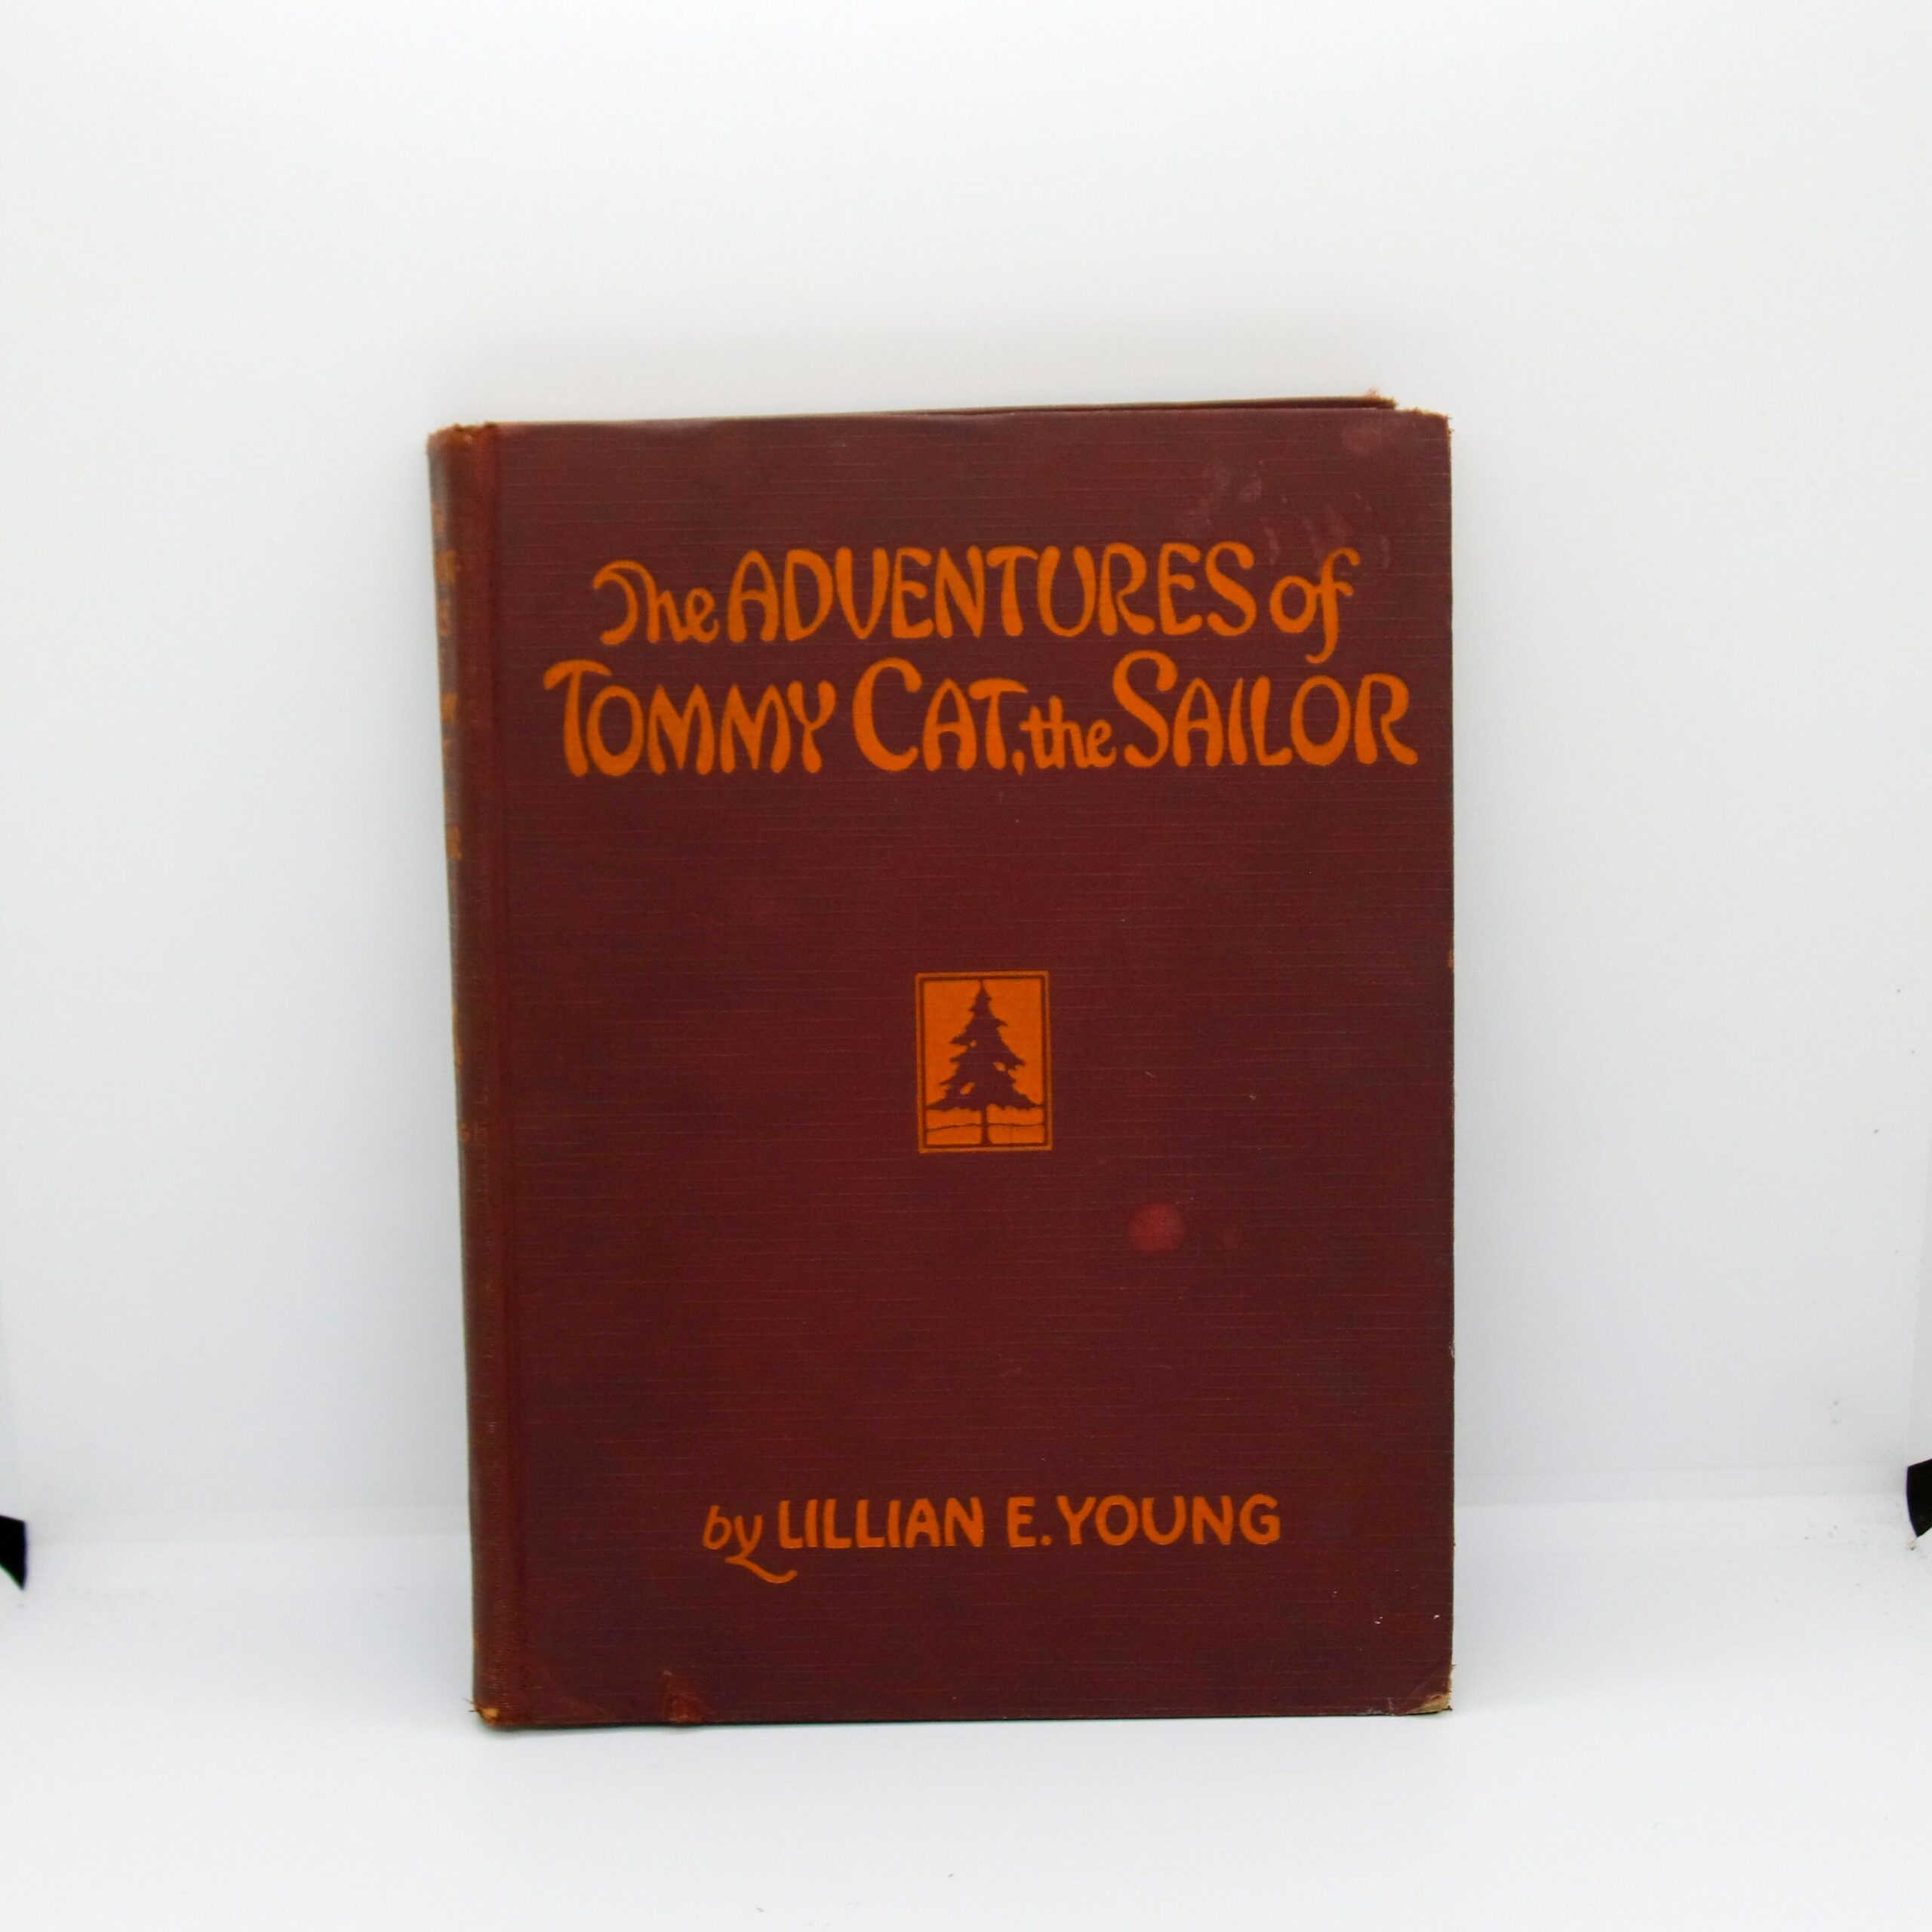 The ADVENTURES of
TOMMY CAT, the SAILOR
by LILLIAN E. YOUNG